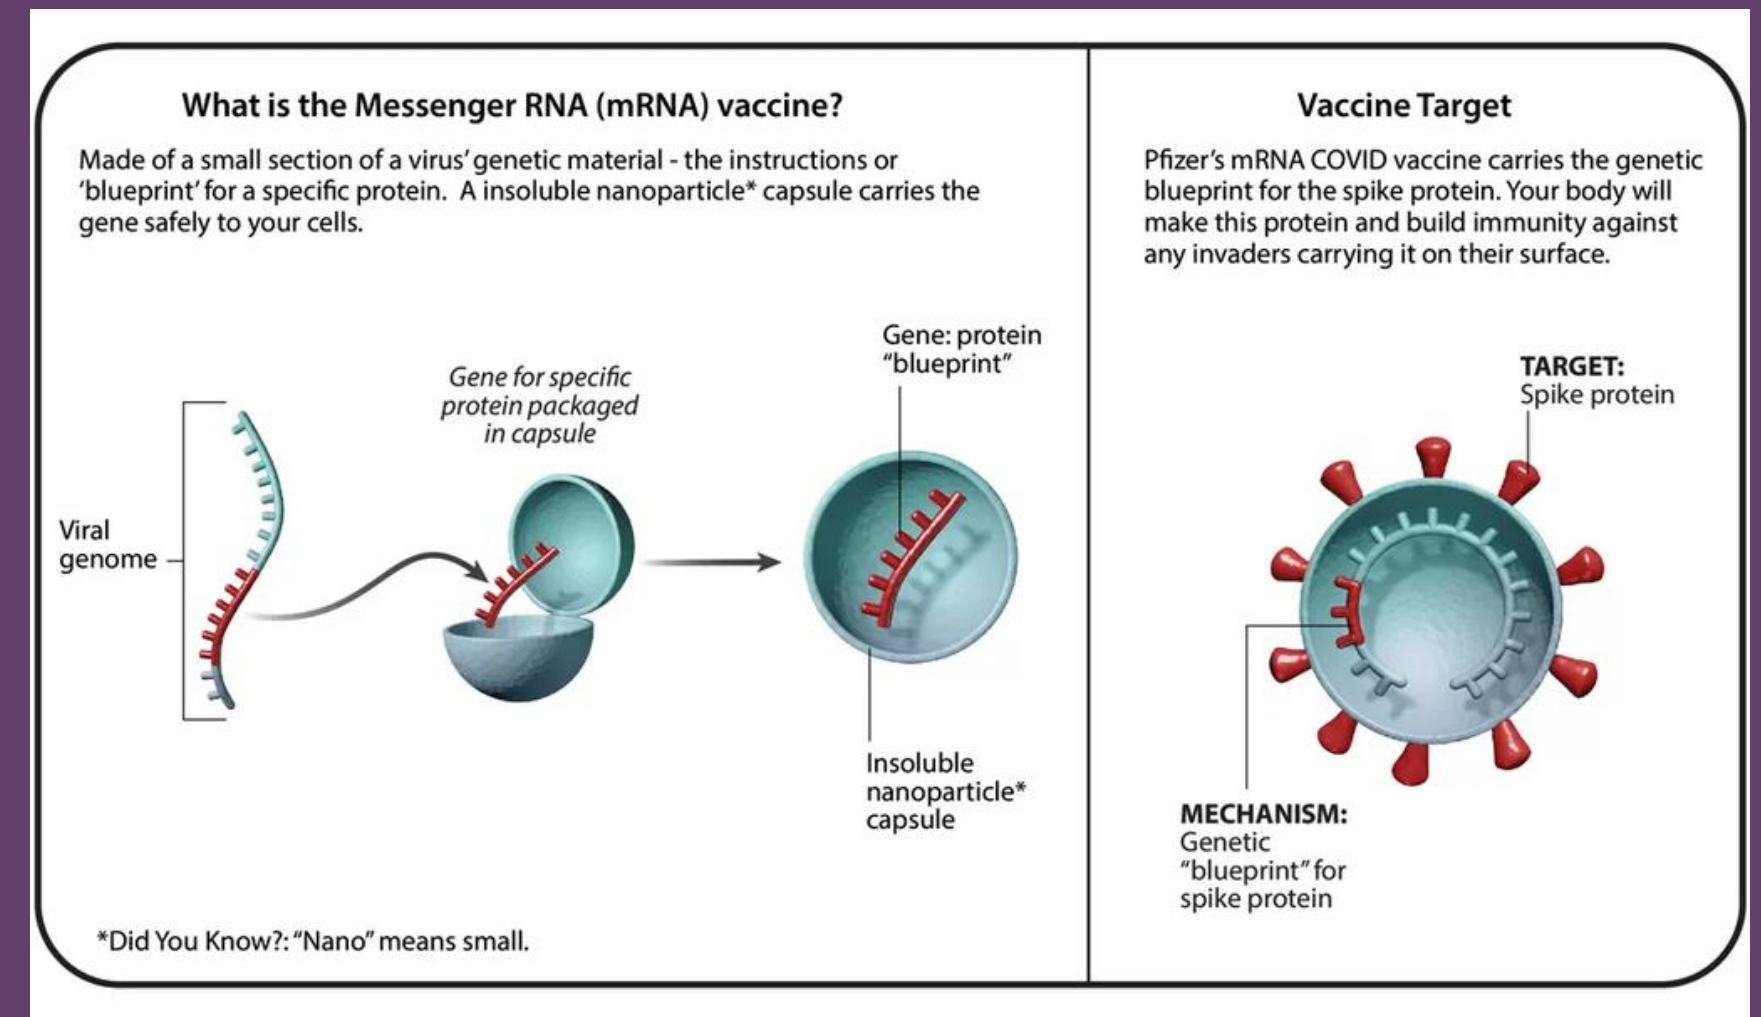 What is the Messenger RNA (mRNA) vaccine?
Made of a small section of a virus’ genetic material - the instructions or
‘blueprint’ for a specific protein.  A insoluble nanoparticle* capsule carries the
gene safely to your cells.
Viral
genome
Gene for specific
protein packaged
in capsule
Gene: protein
“blueprint”
Insoluble
nanoparticle*
capsule
*Did You Know?: “Nano” means small.
Vaccine Target
Pfizer’s mRNA COVID vaccine carries the genetic
blueprint for the spike protein. Your body will
make this protein and build immunity against
any invaders carrying it on their surface.
TARGET:
Spike protein
MECHANISM:
Genetic
“blueprint” for
spike protein